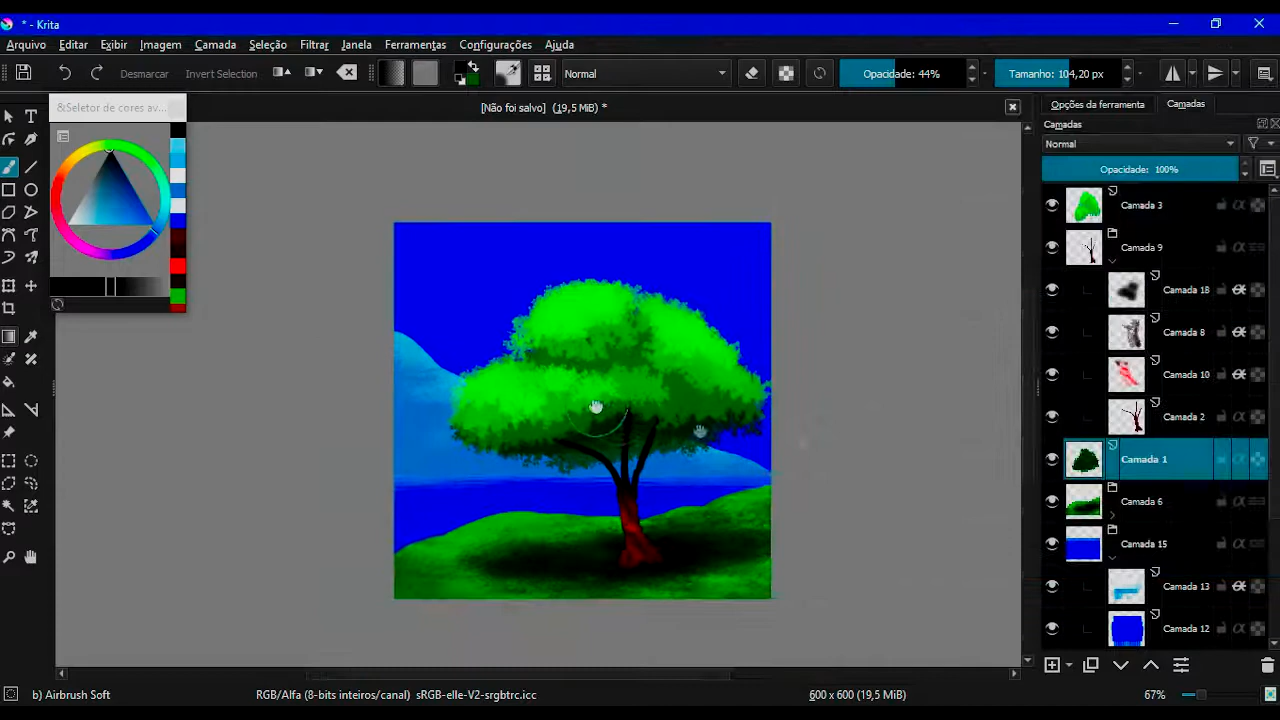 * - Krita
Arquivo Editar Exibir Imagem Camada Seleção Filtrar Janela Ferramentas Configurações Ajuda
Desmarcar Invert Selection Normal Opacidade: 44% Tamanho: 104,20 px
&Seletor de cores av...
[Não foi salvo] (19,5 MiB) *
Opções da ferramenta Camadas
Camadas
Normal
Opacidade: 100%
Camada 3
Camada 9
Camada 18
Camada 8
Camada 10
Camada 2
Camada 1
Camada 6
Camada 15
Camada 13
Camada 12
b) Airbrush Soft RGB/Alfa (8-bits inteiros/canal) sRGB-elle-V2-srgbtrc.icc 600 x 600 (19,5 MiB) 67%